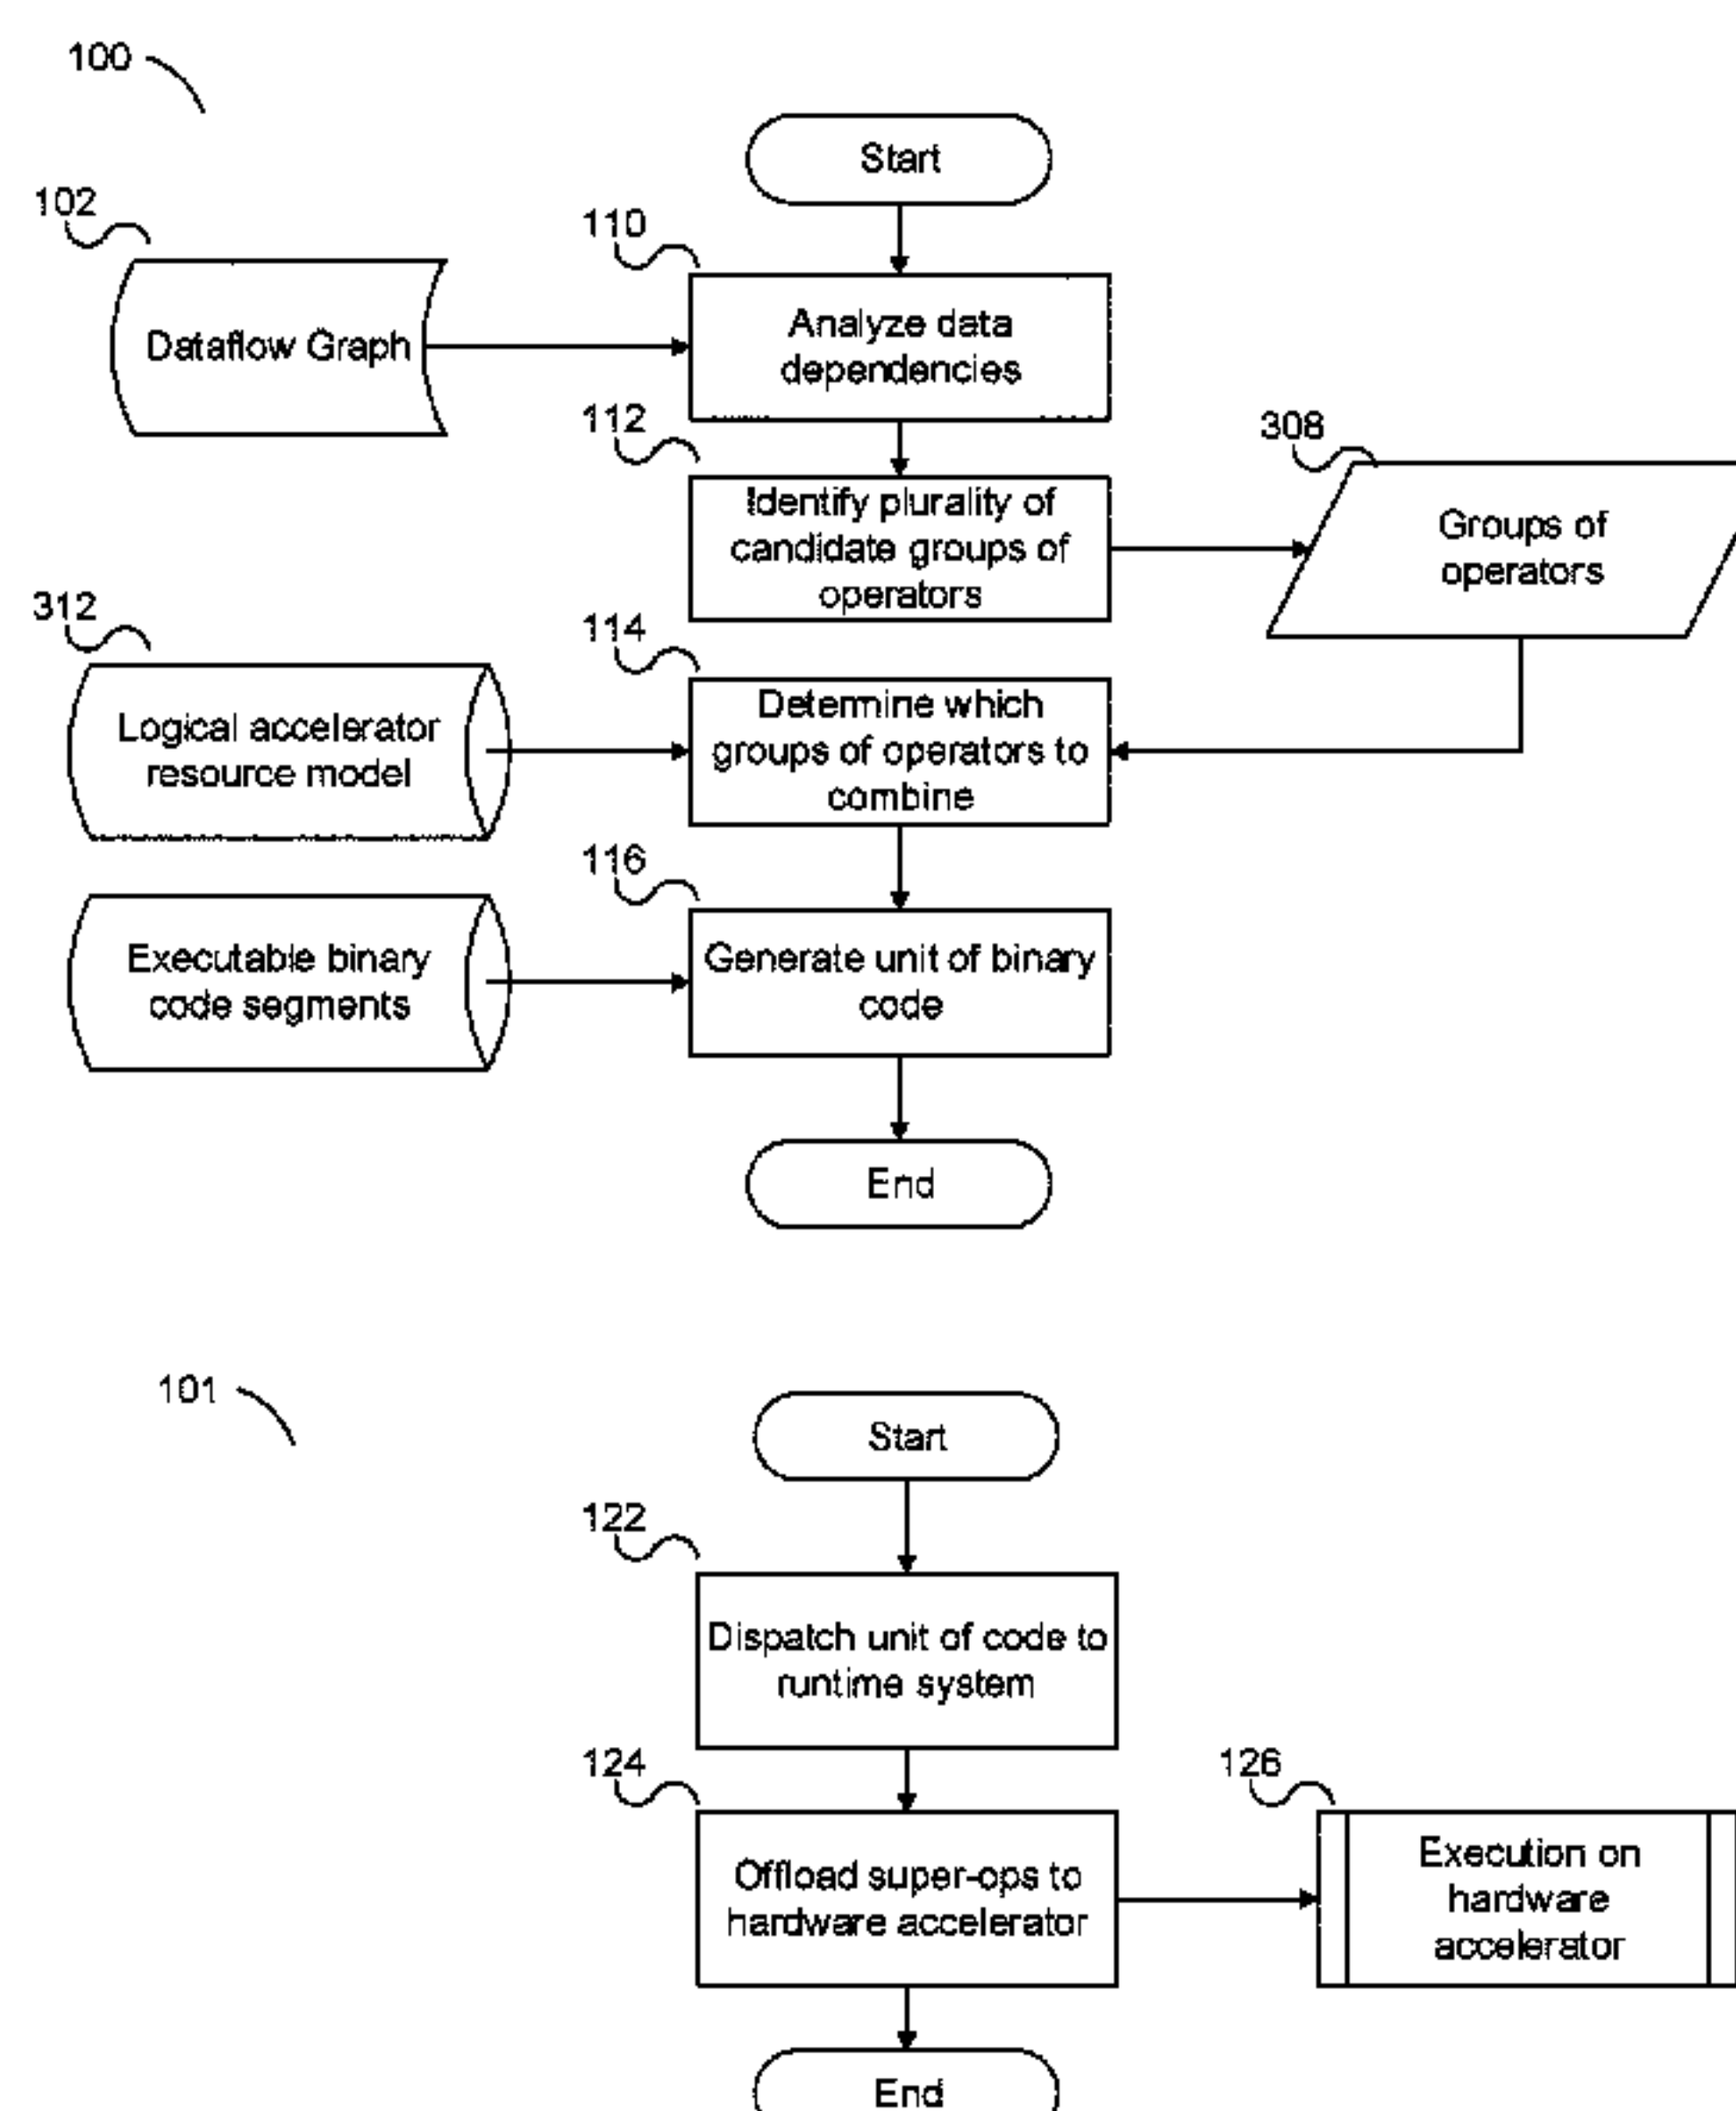 100
Start
102
110
Dataflow Graph
Analyze data
dependencies
112
308
Identify plurality of
candidate groups of
operators
Groups of
operators
312
114
Logical accelerator
resource model
Determine which
groups of operators to
combine
116
Executable binary
code segments
Generate unit of binary
code
End
101
Start
122
Dispatch unit of code to
runtime system
124
126
Offload super-ops to
hardware accelerator
Execution on
hardware
accelerator
End